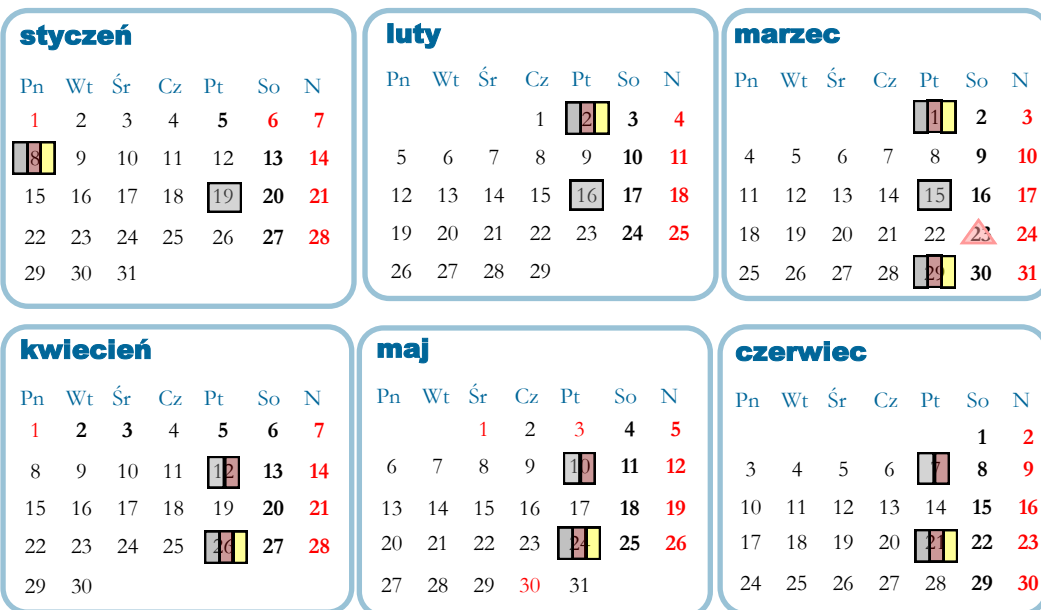 styczeń
Pn Wt Śr Cz Pt So N
1 2 3 4 5 6 7
8 9 10 11 12 13 14
15 16 17 18 19 20 21
22 23 24 25 26 27 28
29 30 31
luty
Pn Wt Śr Cz Pt So N
1 2 3 4
5 6 7 8 9 10 11
12 13 14 15 16 17 18
19 20 21 22 23 24 25
26 27 28 29
marzec
Pn Wt Śr Cz Pt So N
1 2 3
4 5 6 7 8 9 10
11 12 13 14 15 16 17
18 19 20 21 22 23 24
25 26 27 28 29 30 31
kwiecień
Pn Wt Śr Cz Pt So N
1 2 3 4 5 6 7
8 9 10 11 12 13 14
15 16 17 18 19 20 21
22 23 24 25 26 27 28
29 30
maj
Pn Wt Śr Cz Pt So N
1 2 3 4 5
6 7 8 9 10 11 12
13 14 15 16 17 18 19
20 21 22 23 24 25 26
27 28 29 30 31
czerwiec
Pn Wt Śr Cz Pt So N
1 2
3 4 5 6 7 8 9
10 11 12 13 14 15 16
17 18 19 20 21 22 23
24 25 26 27 28 29 30